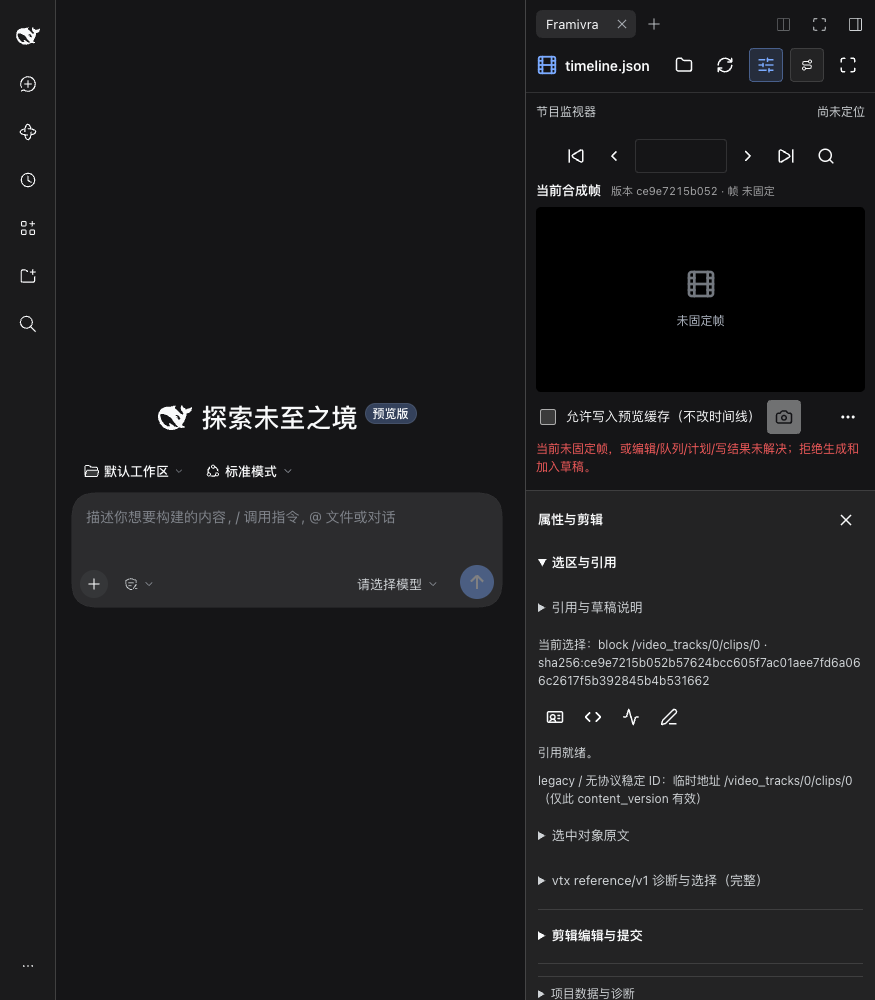 Framivra
timeline.json
节目监视器
尚未定位
当前合成帧 版本 ce9e7215b052 · 帧 未固定
未固定帧
允许写入预览缓存（不改时间线）
当前未固定帧，或编辑/队列/计划/写结果未解决；拒绝生成和
加入草稿。
探索未至之境 预览版
默认工作区
标准模式
描述你想要构建的内容, / 调用指令, @ 文件或对话
请选择模型
属性与剪辑
选区与引用
引用与草稿说明
当前选择：block /video_tracks/0/clips/0 ·
sha256:ce9e7215b052b57624bcc605f7ac01aee7fd6a06
6c2617f5b392845b4b531662
引用就绪。
legacy / 无协议稳定 ID：临时地址 /video_tracks/0/clips/0
（仅此 content_version 有效）
选中对象原文
vtx reference/v1 诊断与选择（完整）
剪辑编辑与提交
项目数据与诊断